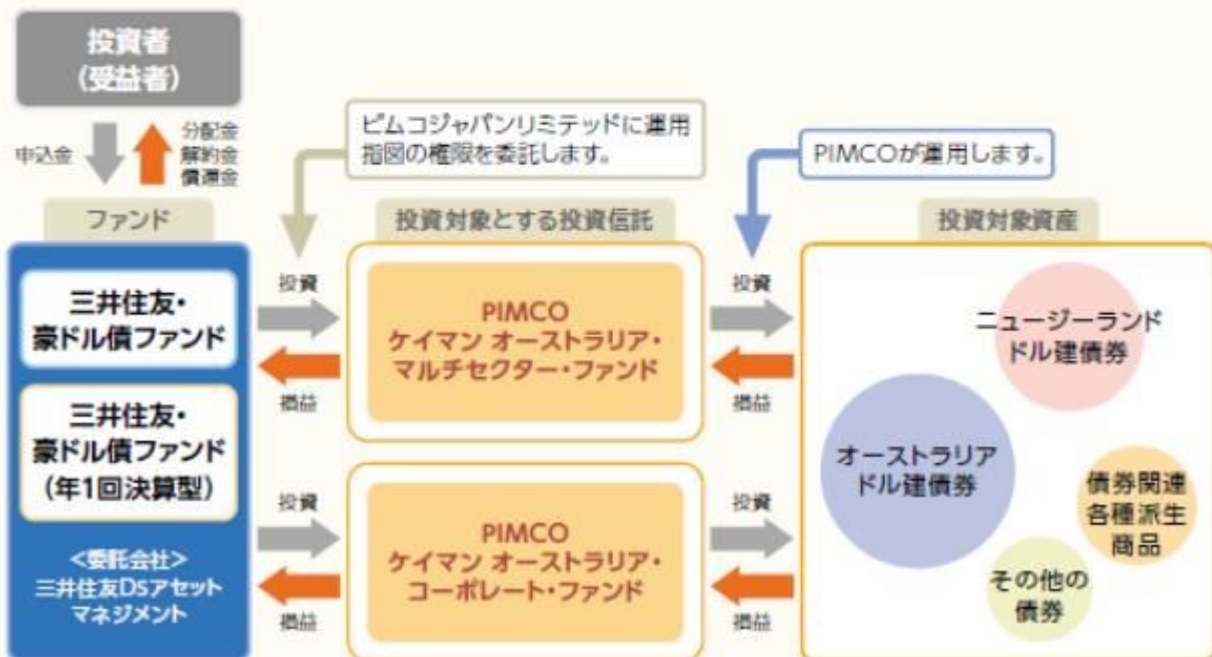 投資者
(受益者)
申込金
分配金
解約金
償還金
ピムコジャパンリミテッドに運用
指図の権限を委託します。
PIMCOが運用します。
ファンド
投資対象とする投資信託
投資対象資産
三井住友・
豪ドル債ファンド
三井住友・
豪ドル債ファンド
(年1回決算型)
<委託会社>
三井住友DSアセット
マネジメント
投資
損益
投資
損益
PIMCO
ケイマン オーストラリア・
マルチセクター・ファンド
PIMCO
ケイマン オーストラリア・
コーポレート・ファンド
投資
損益
投資
損益
ニュージーランド
ドル建債券
オーストラリア
ドル建債券
債券関連
各種派生
商品
その他の
債券